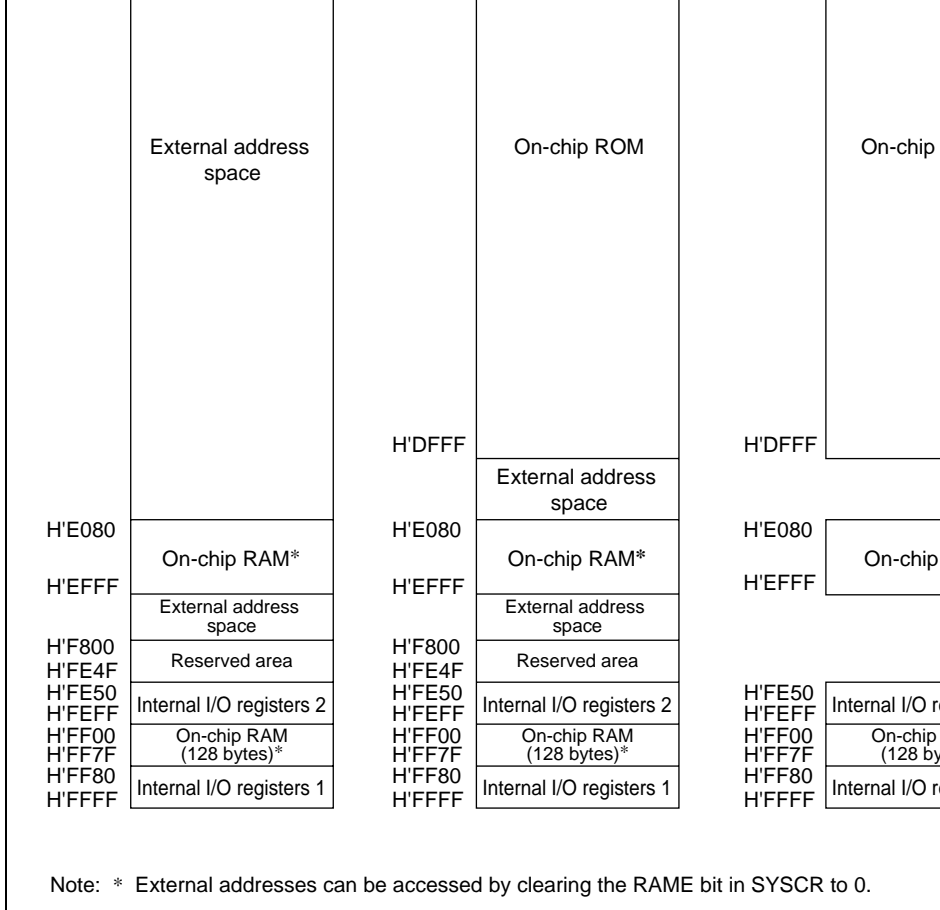 External address
space
On-chip ROM
On-chip
H'DFFF
H'DFFF
External address
space
H'E080
H'E080
H'E080
On-chip RAM*
On-chip RAM*
On-chip
H'EFFF
H'EFFF
H'EFFF
External address
space
External address
space
H'F800
H'F800
Reserved area
Reserved area
H'FE4F
H'FE4F
H'FE50
H'FE50
H'FE50
Internal I/O registers 2
Internal I/O registers 2
Internal I/O
H'FEFF
H'FEFF
H'FEFF
H'FF00
H'FF00
H'FF00
On-chip RAM
(128 bytes)*
On-chip RAM
(128 bytes)*
On-chip
(128
H'FF7F
H'FF7F
H'FF7F
H'FF80
H'FF80
H'FF80
Internal I/O registers 1
Internal I/O registers 1
Internal I/O
H'FFFF
H'FFFF
H'FFFF
Note: * External addresses can be accessed by clearing the RAME bit in SYSCR to 0.